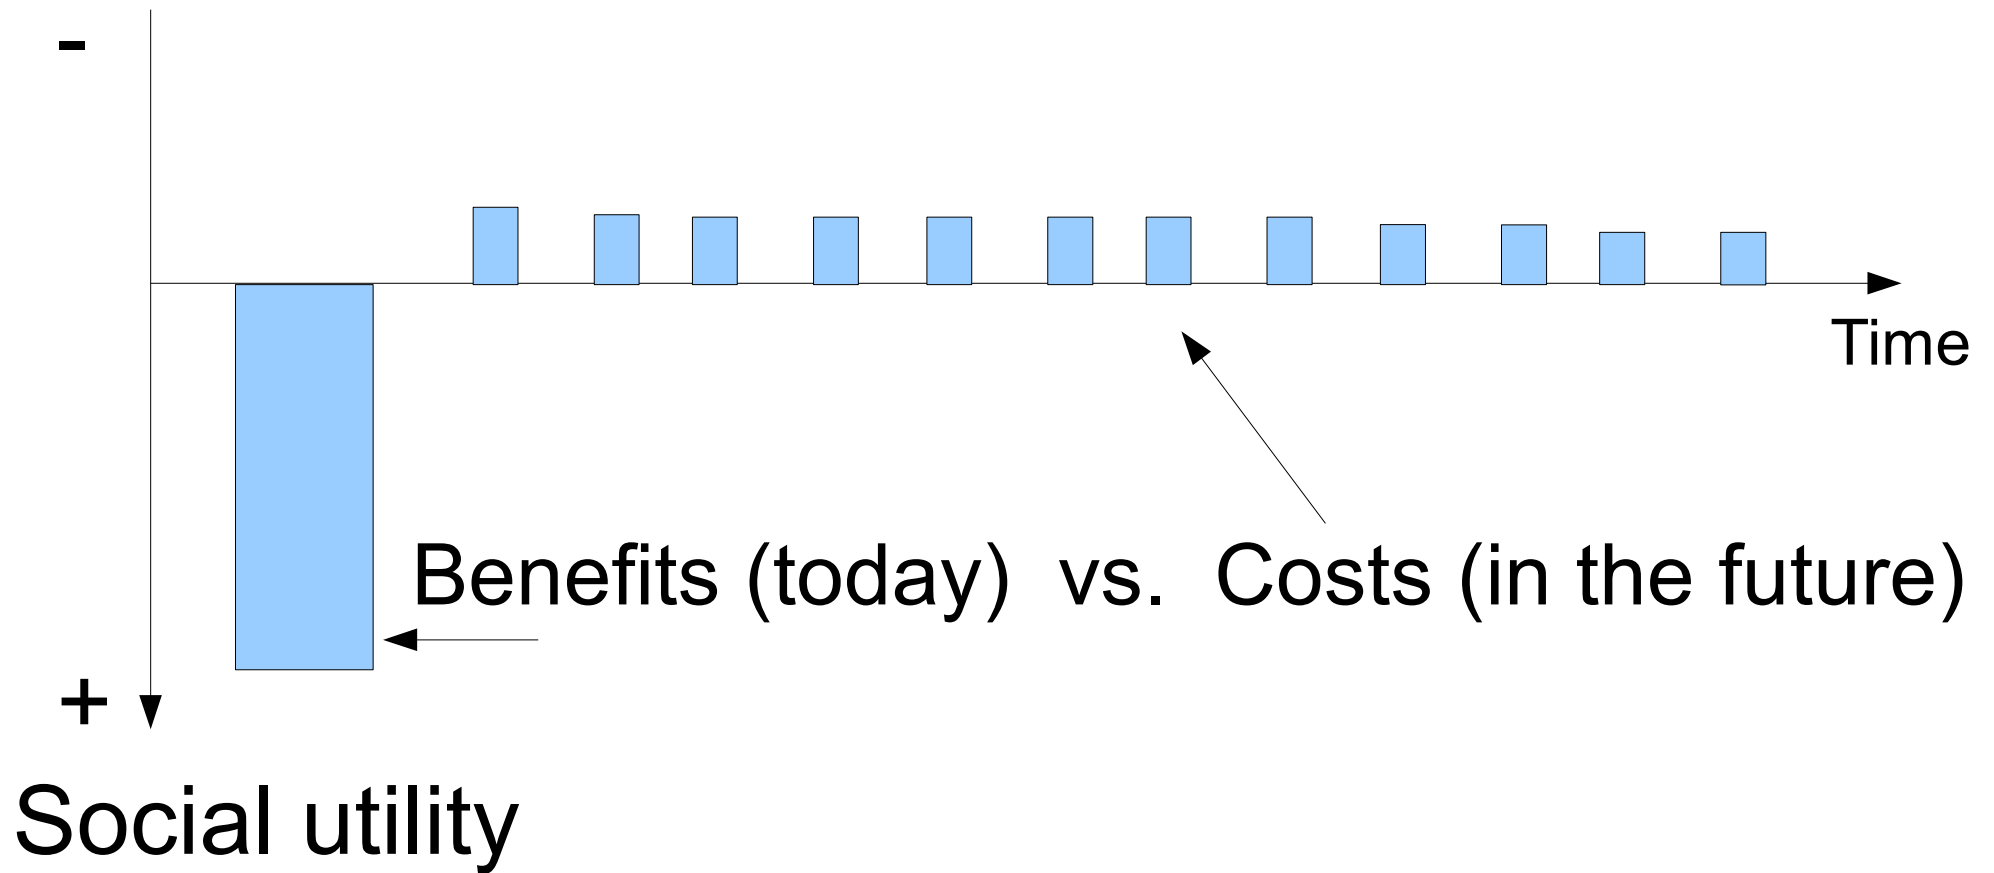 -
Time
Benefits (today) vs. Costs (in the future)
+
Social utility